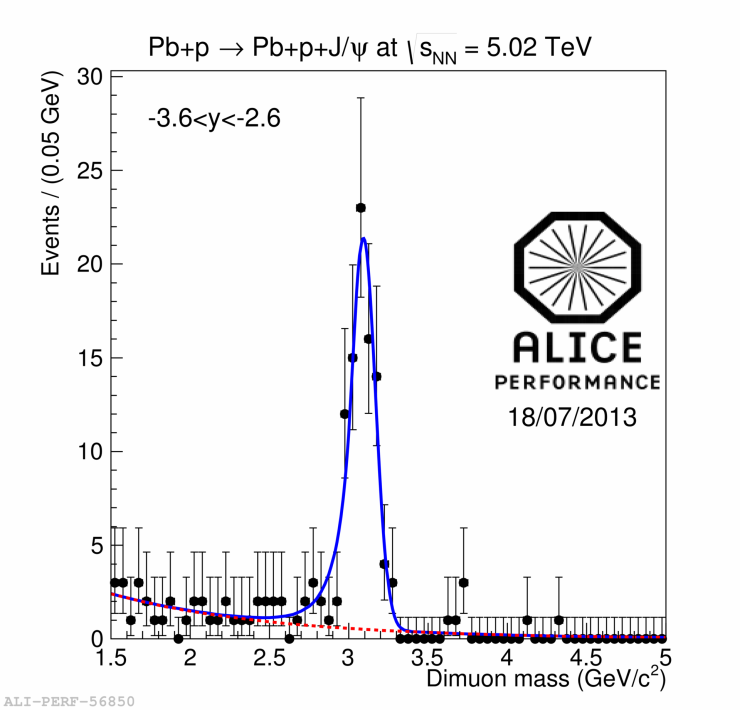 Pb+p → Pb+p+J/ψ at √sNN = 5.02 TeV
Events / (0.05 GeV)
30
25
20
15
10
5
0
-3.6<y<-2.6
ALICE
PERFORMANCE
18/07/2013
1.5 2 2.5 3 3.5 4 4.5 5
Dimuon mass (GeV/c²)
ALI-PERF-56850